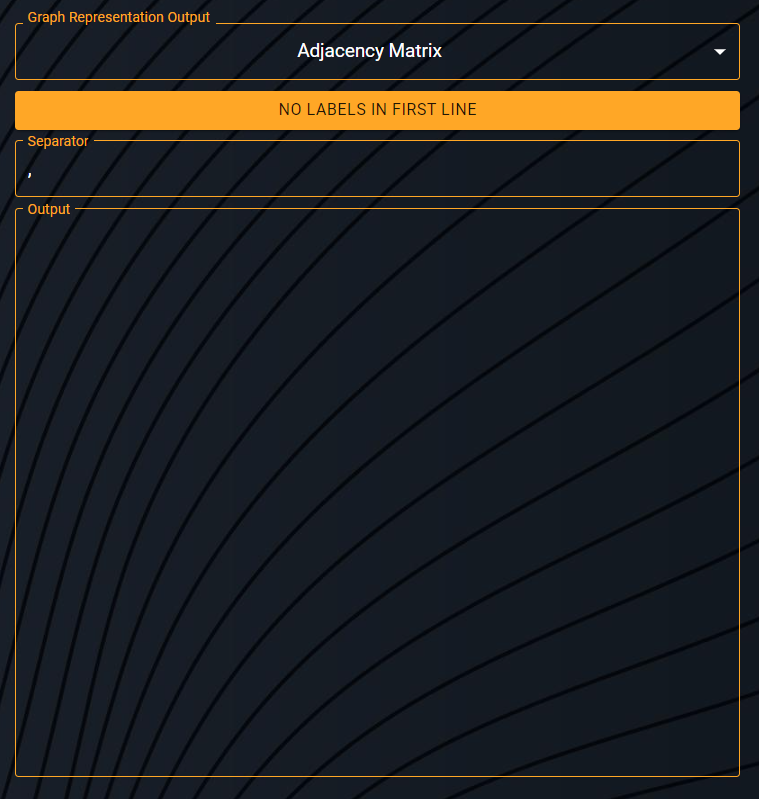 Graph Representation Output
Adjacency Matrix
NO LABELS IN FIRST LINE
Separator
,
Output